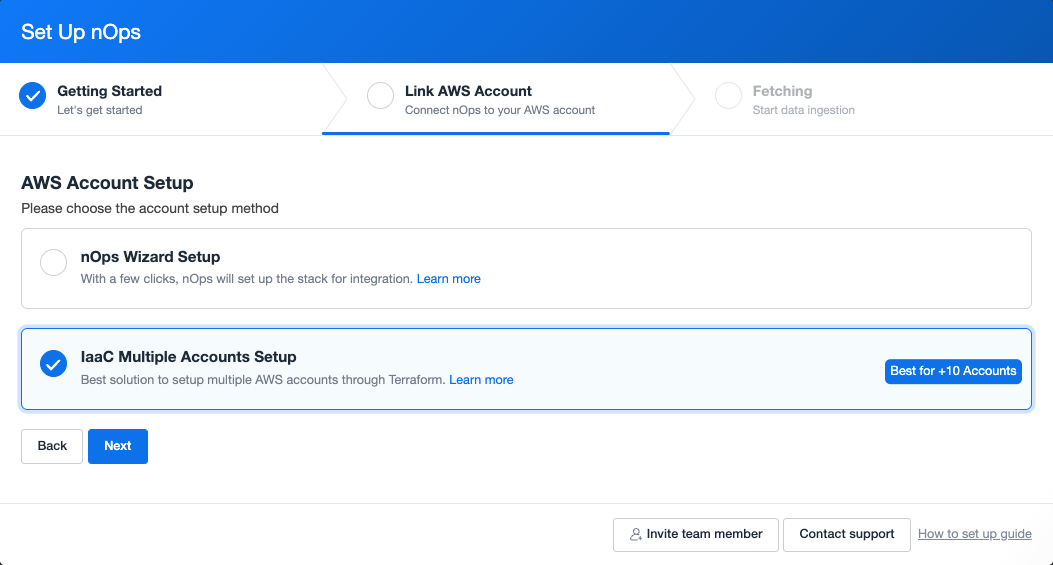 Set Up nOps
Getting Started
Let's get started
Link AWS Account
Connect nOps to your AWS account
Fetching
Start data ingestion
AWS Account Setup
Please choose the account setup method
nOps Wizard Setup
With a few clicks, nOps will set up the stack for integration. Learn more
IaaC Multiple Accounts Setup
Best solution to setup multiple AWS accounts through Terraform. Learn more
Best for +10 Accounts
Back
Next
Invite team member
Contact support
How to set up guide